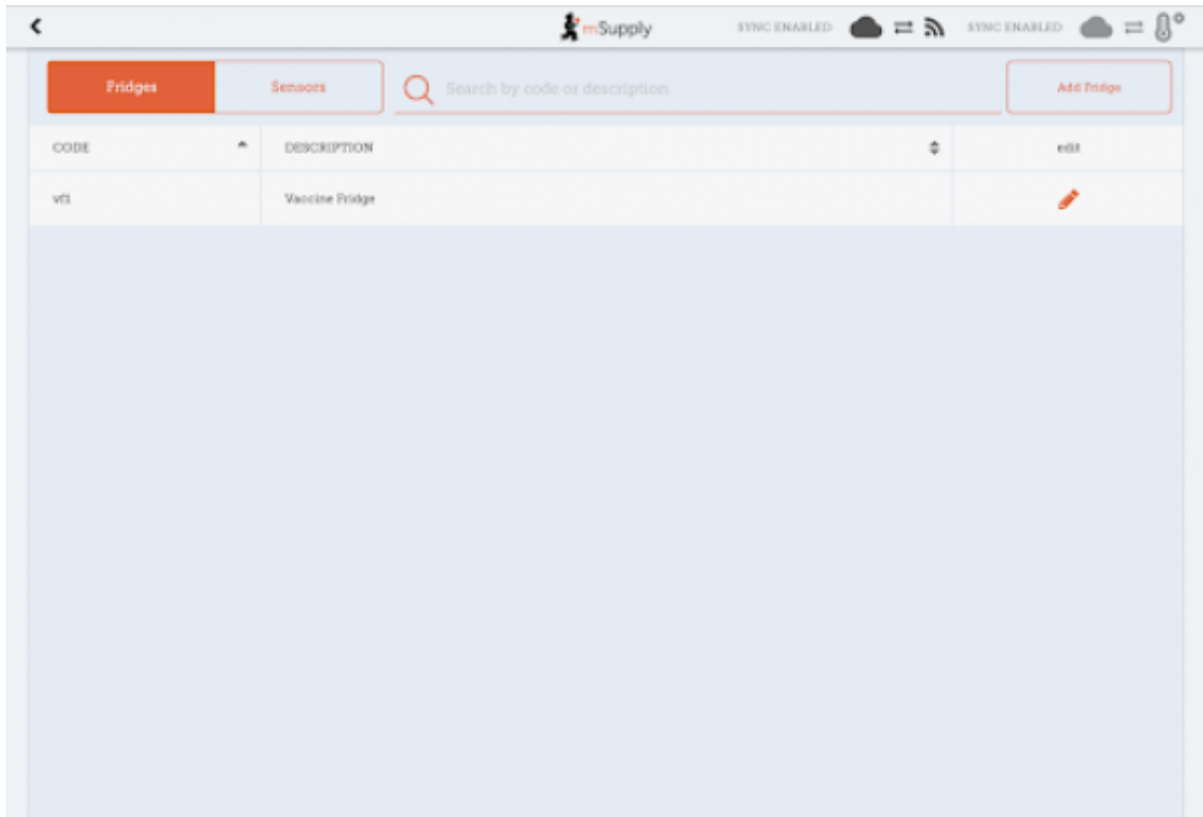 mSupply SYNC ENABLED SYNC ENABLED
Fridges Sensors Search by code or description Add Fridge
CODE DESCRIPTION edit
vf1 Vaccine Fridge